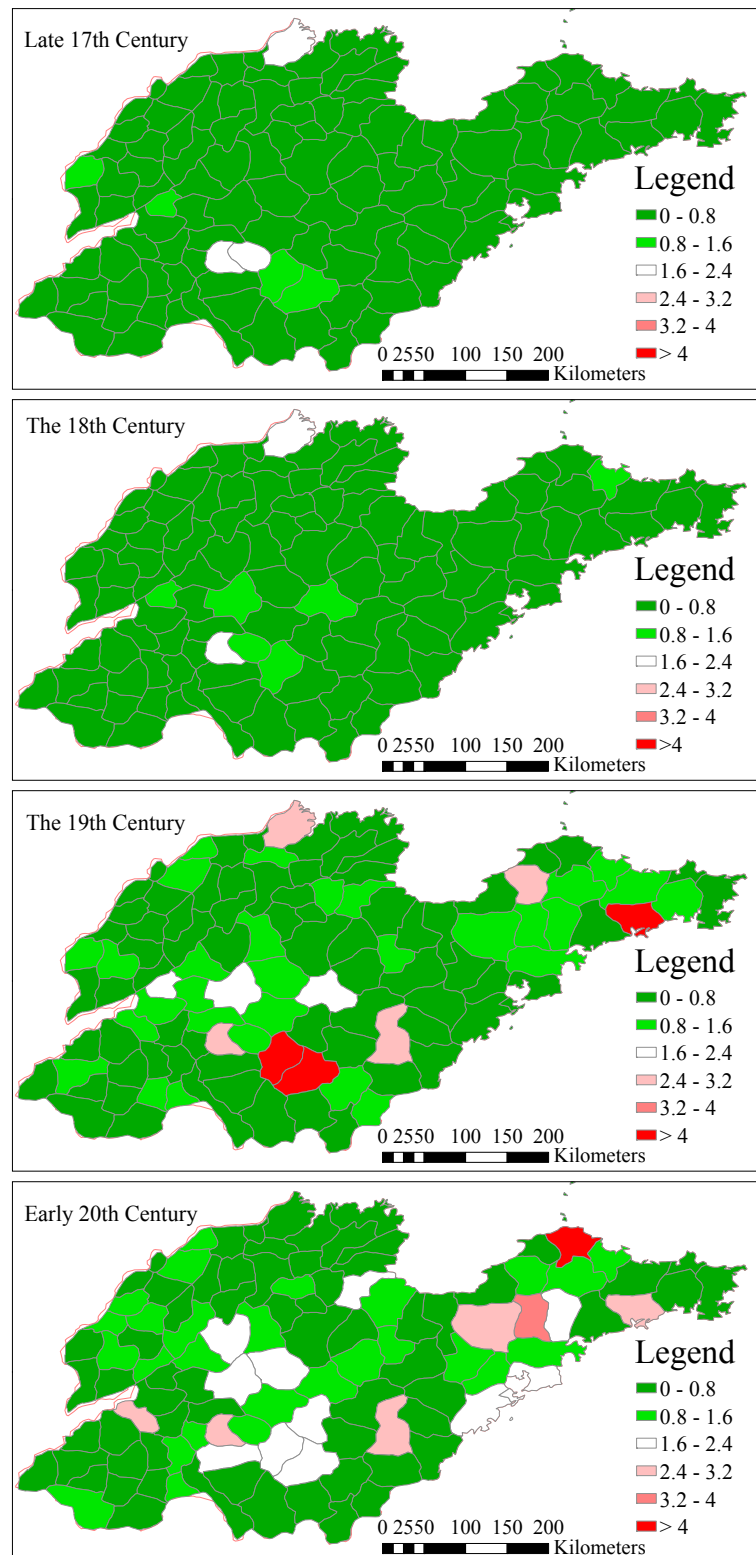 Late 17th Century
Legend
0 - 0.8
0.8 - 1.6
1.6 - 2.4
2.4 - 3.2
3.2 - 4
> 4
0 2550 100 150 200
Kilometers
The 18th Century
Legend
0 - 0.8
0.8 - 1.6
1.6 - 2.4
2.4 - 3.2
3.2 - 4
>4
0 2550 100 150 200
Kilometers
The 19th Century
Legend
0 - 0.8
0.8 - 1.6
1.6 - 2.4
2.4 - 3.2
3.2 - 4
> 4
0 2550 100 150 200
Kilometers
Early 20th Century
Legend
0 - 0.8
0.8 - 1.6
1.6 - 2.4
2.4 - 3.2
3.2 - 4
> 4
0 2550 100 150 200
Kilometers